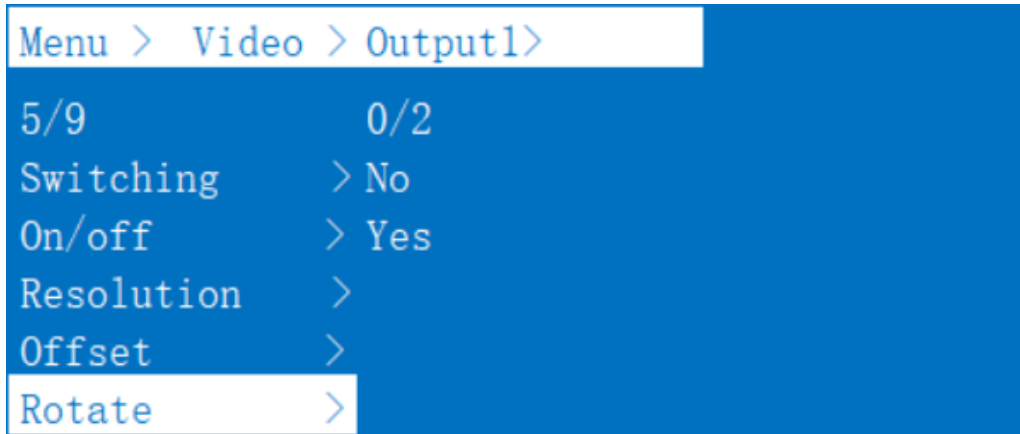 Menu > Video > Output1>
5/9 0/2
Switching > No
On/off > Yes
Resolution >
Offset >
Rotate >